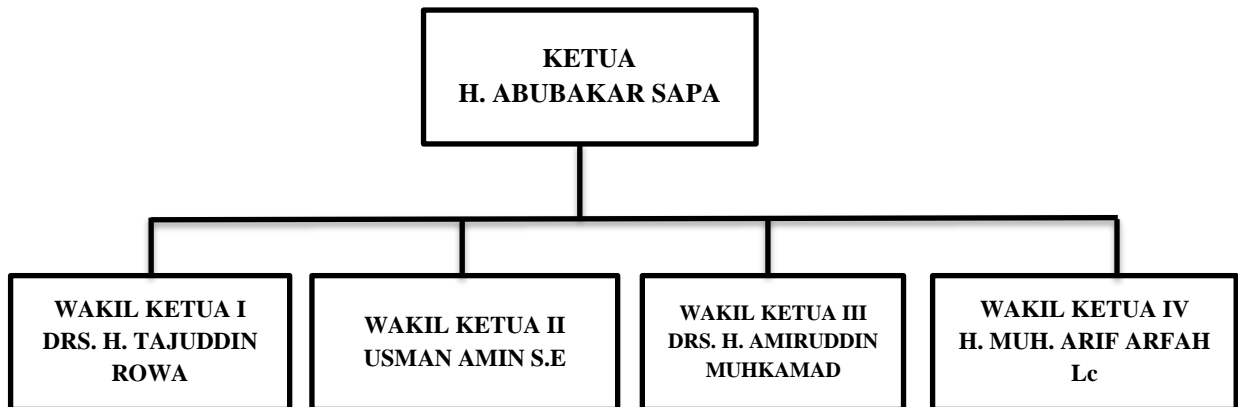 KETUA
H. ABUBAKAR SAPA
WAKIL KETUA I
DRS. H. TAJUDDIN
ROWA
WAKIL KETUA II
USMAN AMIN S.E
WAKIL KETUA III
DRS. H. AMIRUDDIN
MUHKAMAD
WAKIL KETUA IV
H. MUH. ARIF ARFAH
Lc